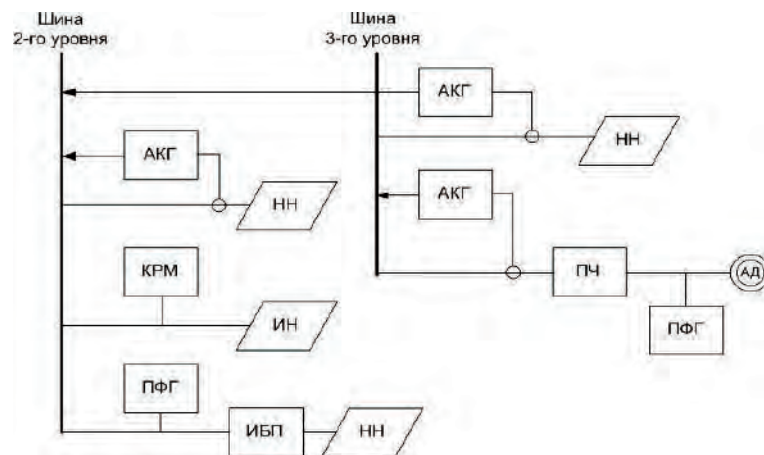 Шина
2-го уровня
Шина
3-го уровня
АКГ
НН
АКГ
НН
АКГ
КРМ
ПЧ
АД
ИН
ПФГ
ПФГ
ИБП
НН